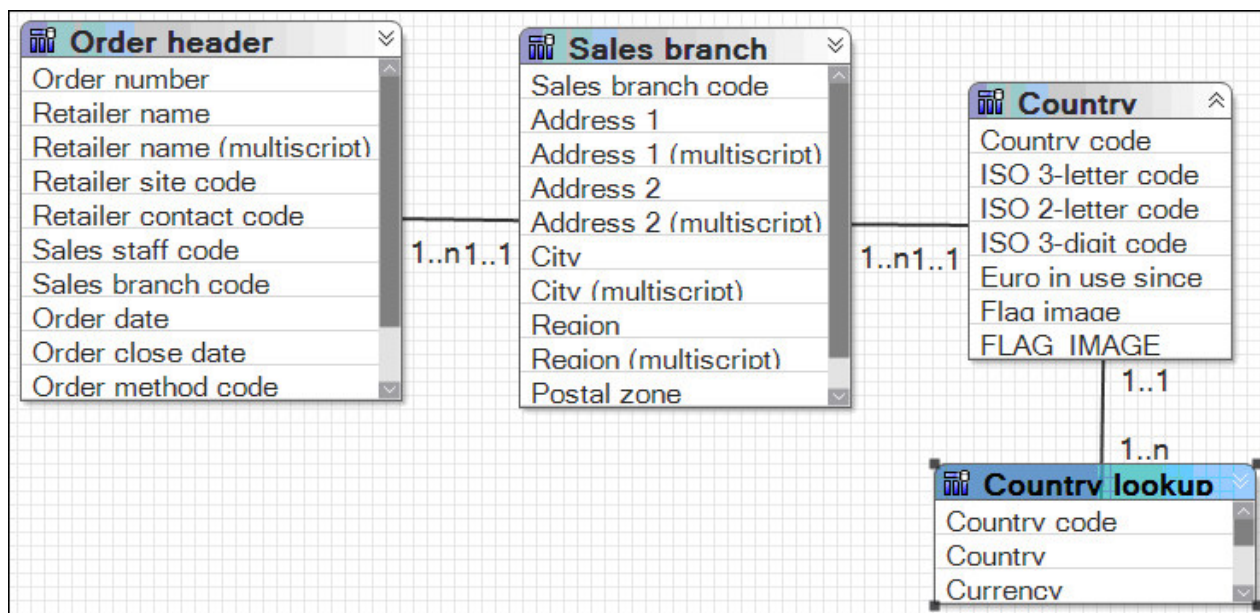 Order header
Order number
Retailer name
Retailer name (multiscript)
Retailer site code
Retailer contact code
Sales staff code
Sales branch code
Order date
Order close date
Order method code
1..n 1..1
Sales branch
Sales branch code
Address 1
Address 1 (multiscript)
Address 2
Address 2 (multiscript)
City
City (multiscript)
Region
Region (multiscript)
Postal zone
1..n 1..1
Country
Country code
ISO 3-letter code
ISO 2-letter code
ISO 3-digit code
Euro in use since
Flag image
FLAG_IMAGE
1..1
1..n
Country lookup
Country code
Country
Currency